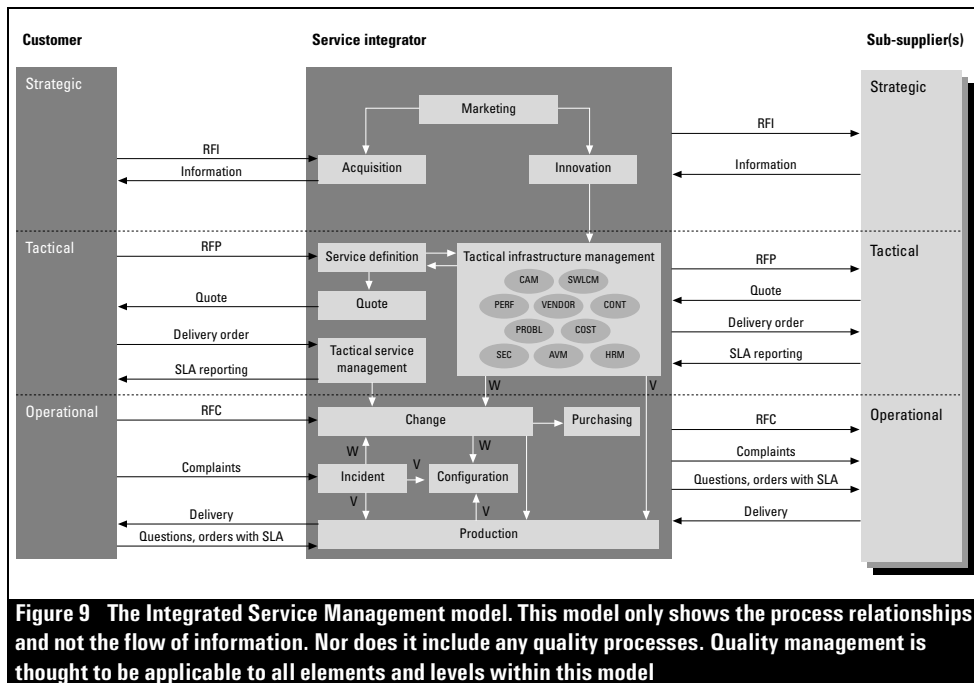 Customer
Service integrator
Sub-supplier(s)
Strategic
Strategic
Marketing
RFI
RFI
Information
Acquisition
Innovation
Information
Tactical
Tactical
RFP
Service definition
Tactical infrastructure management
RFP
CAM
SWLCM
Quote
Quote
PERF
VENDOR
CONT
Quote
PROBL
COST
Delivery order
Delivery order
Tactical service
management
SEC
AVM
HRM
SLA reporting
SLA reporting
W
V
Operational
Operational
RFC
Change
Purchasing
RFC
W
W
Complaints
Complaints
Incident
V
Configuration
Questions, orders with SLA
V
V
Delivery
Delivery
Production
Questions, orders with SLA
Figure 9 The Integrated Service Management model. This model only shows the process relationships
and not the flow of information. Nor does it include any quality processes. Quality management is
thought to be applicable to all elements and levels within this model